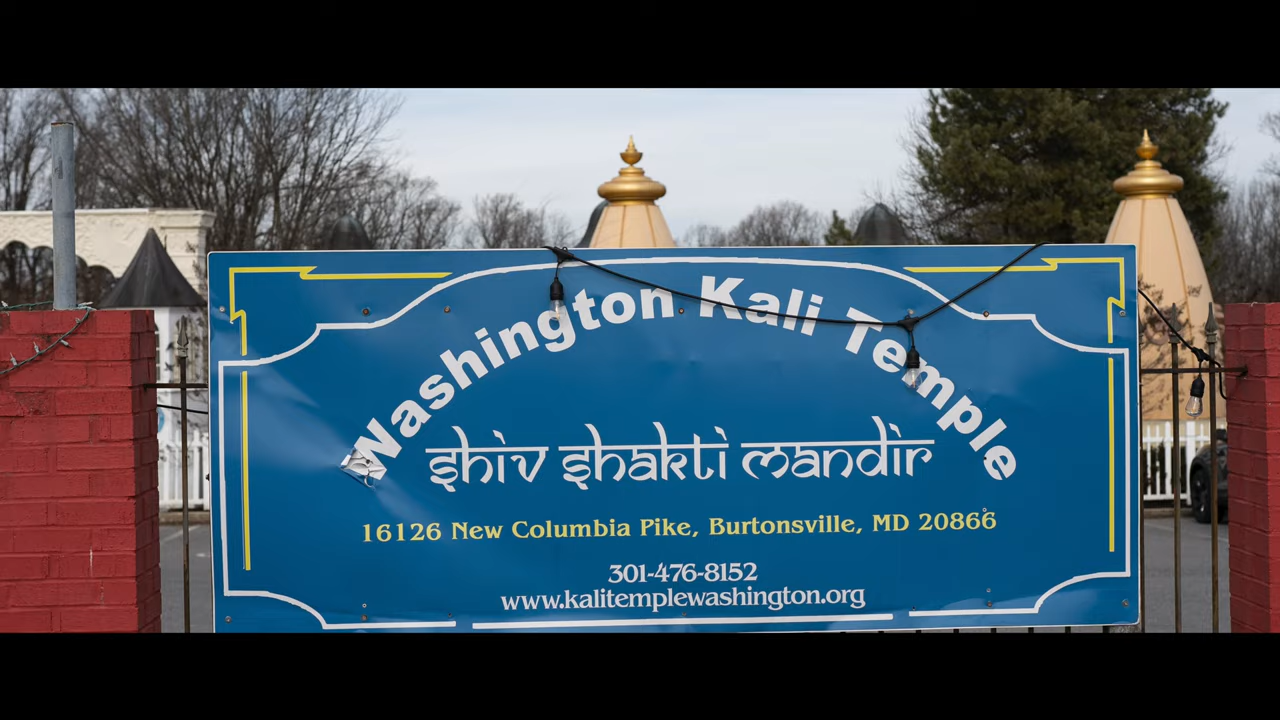 Washington Kali Temple
shiv shakti mandir
16126 New Columbia Pike, Burtonsville, MD 20866
301-476-8152
www.kalitemplewashington.org